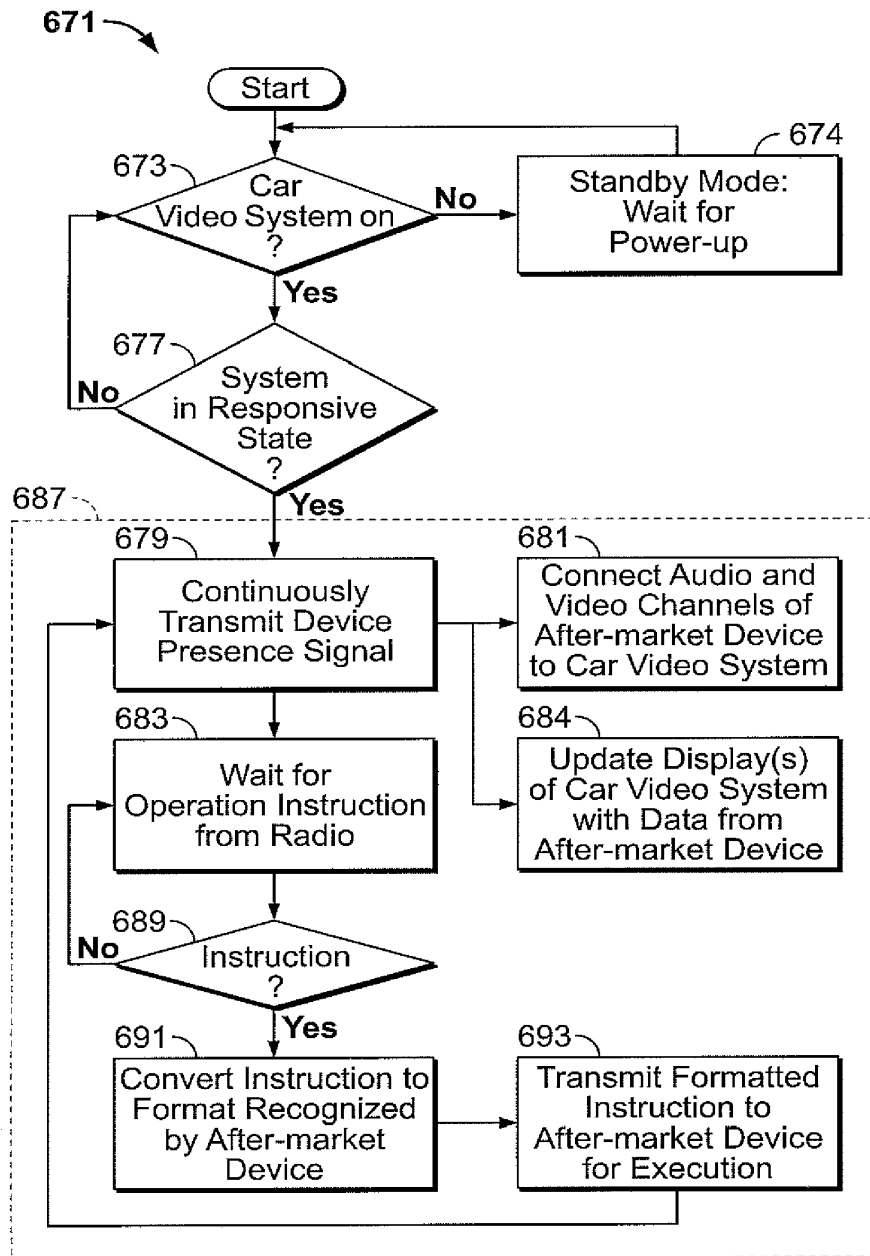 671
Start
673
Car
Video System on
?
No
674
Standby Mode:
Wait for
Power-up
Yes
677
System
in Responsive
State
?
No
Yes
687
679
Continuously
Transmit Device
Presence Signal
681
Connect Audio and
Video Channels of
After-market Device
to Car Video System
683
Wait for
Operation Instruction
from Radio
684
Update Display(s)
of Car Video System
with Data from
After-market Device
689
Instruction
?
No
Yes
691
Convert Instruction to
Format Recognized
by After-market
Device
693
Transmit Formatted
Instruction to
After-market Device
for Execution